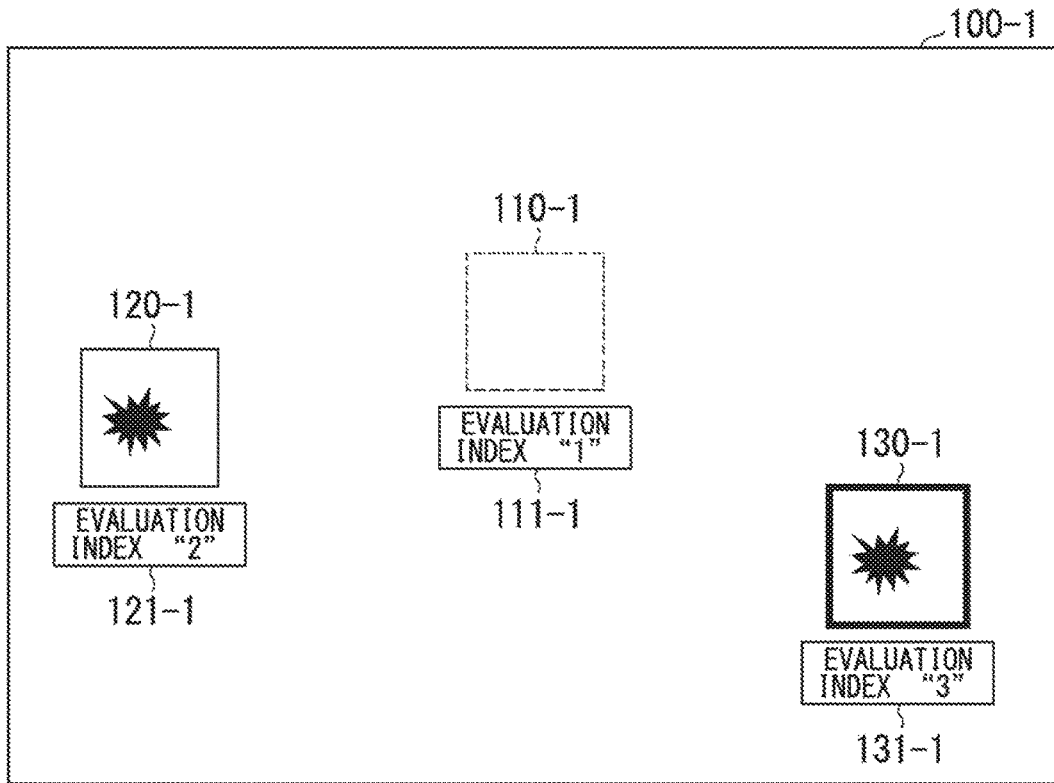 100-1
110-1
120-1
EVALUATION
INDEX “1”
130-1
111-1
EVALUATION
INDEX “2”
121-1
EVALUATION
INDEX “3”
131-1